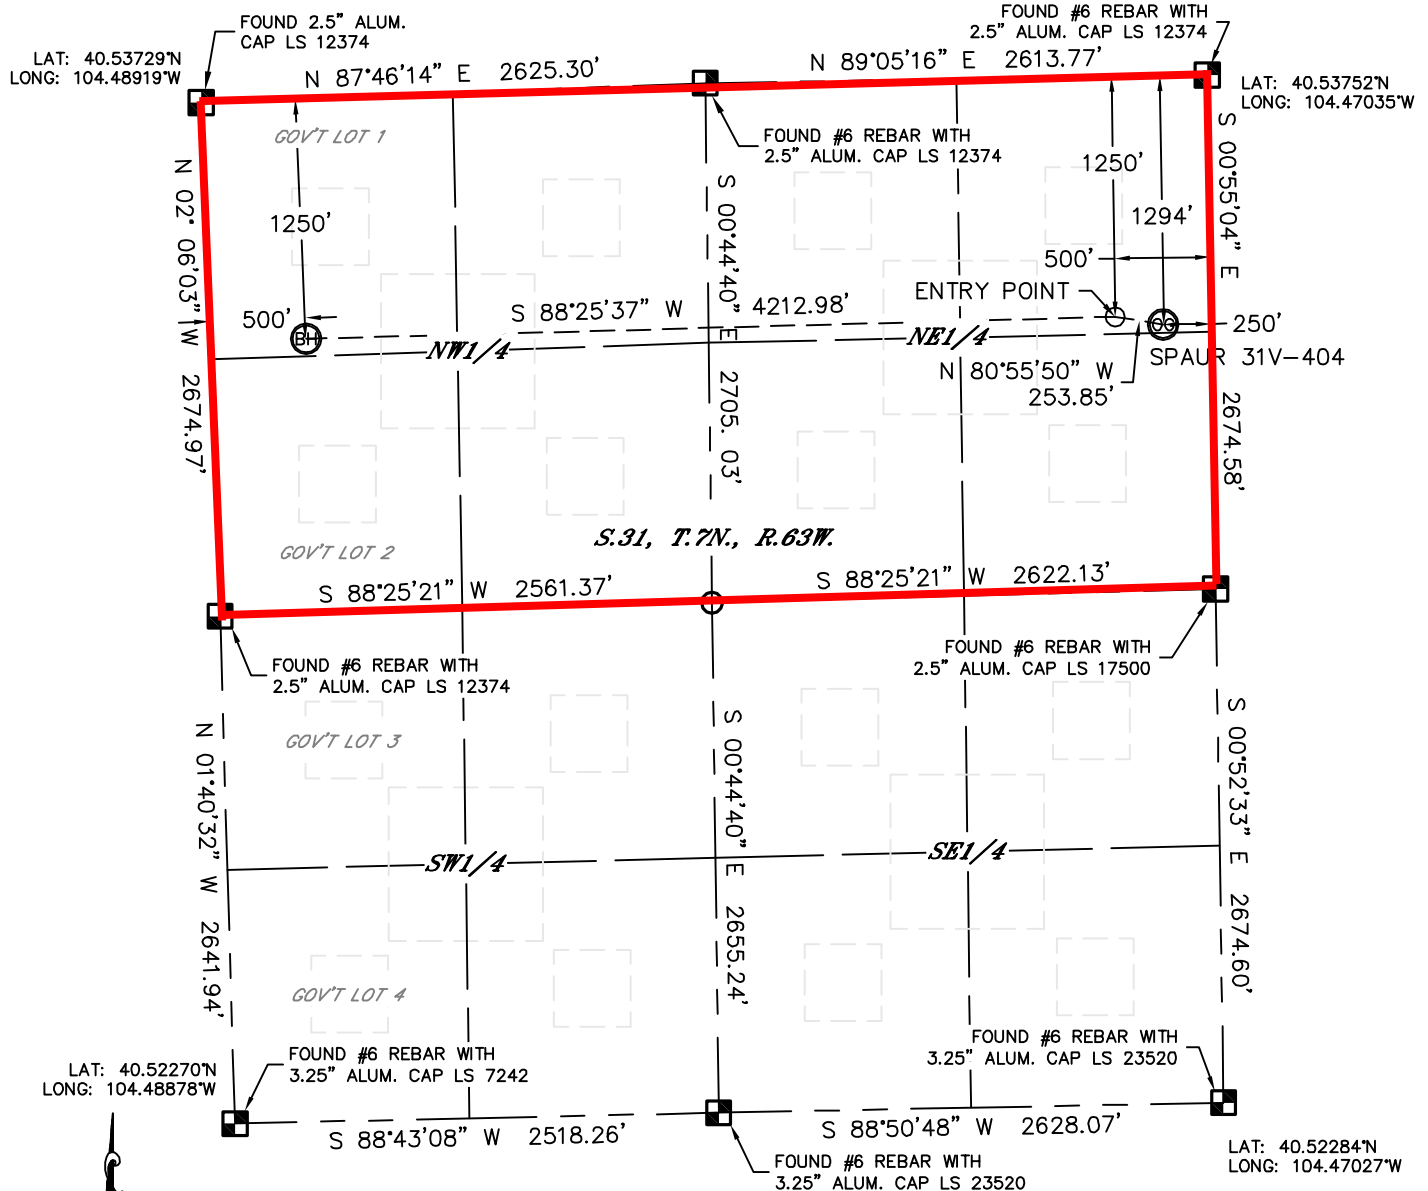 FOUND 2.5" ALUM.
CAP LS 12374
FOUND #6 REBAR WITH
2.5" ALUM. CAP LS 12374
LAT: 40.53729°N
LONG: 104.48919°W
N 87°46'14" E 2625.30'
N 89°05'16" E 2613.77'
LAT: 40.53752°N
LONG: 104.47035°W
GOV'T LOT 1
FOUND #6 REBAR WITH
2.5" ALUM. CAP LS 12374
N 02° 06'03" W 2674.97'
S 00°44'40" E 2705. 03'
S 00°55'04" E 2674.58'
1250'
1250'
1294'
500'
500'
250'
ENTRY POINT
S 88°25'37" W 4212.98'
BH
OG
NW1/4
NE1/4
SPAUR 31V-404
N 80°55'50" W
253.85'
S.31, T.7N., R.63W.
GOV'T LOT 2
S 88°25'21" W 2561.37'
S 88°25'21" W 2622.13'
FOUND #6 REBAR WITH
2.5" ALUM. CAP LS 12374
FOUND #6 REBAR WITH
2.5" ALUM. CAP LS 17500
GOV'T LOT 3
N 01°40'32" W 2641.94'
S 00°44'40" E 2655.24'
S 00°52'33" E 2674.60'
SW1/4
SE1/4
GOV'T LOT 4
FOUND #6 REBAR WITH
3.25" ALUM. CAP LS 7242
FOUND #6 REBAR WITH
3.25" ALUM. CAP LS 23520
LAT: 40.52270°N
LONG: 104.48878°W
S 88°43'08" W 2518.26'
S 88°50'48" W 2628.07'
LAT: 40.52284°N
LONG: 104.47027°W
FOUND #6 REBAR WITH
3.25" ALUM. CAP LS 23520